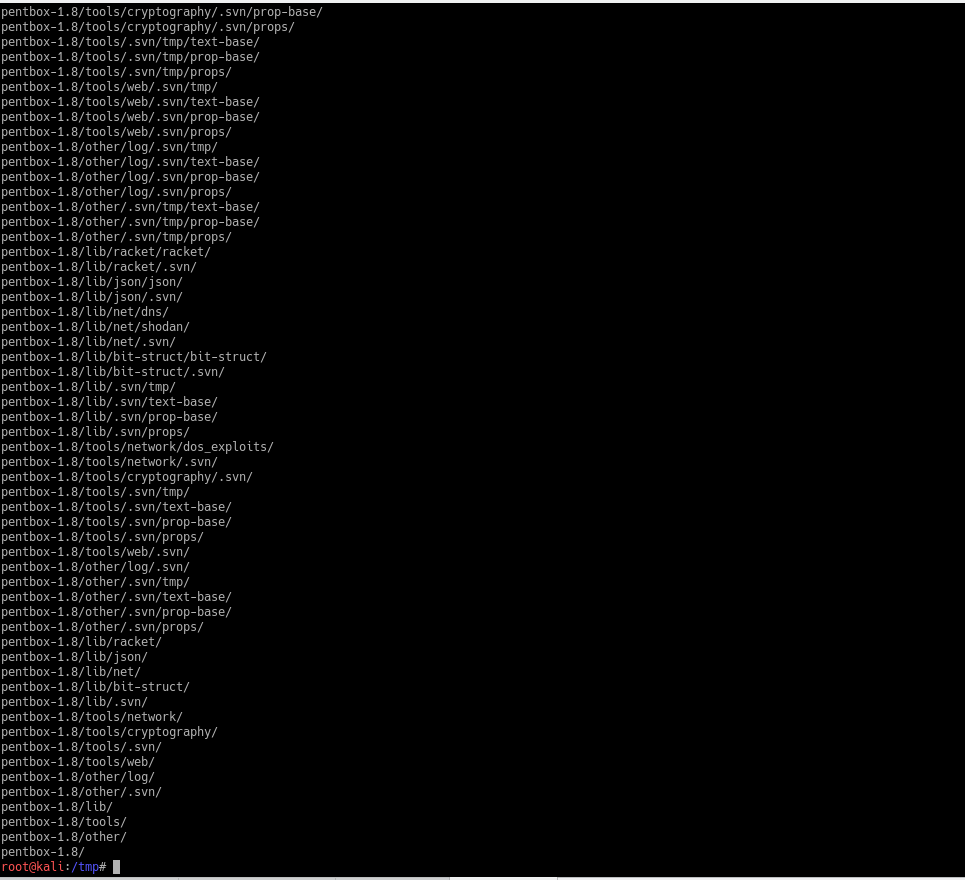 pentbox-1.8/tools/cryptography/.svn/prop-base/
pentbox-1.8/tools/cryptography/.svn/props/
pentbox-1.8/tools/.svn/tmp/text-base/
pentbox-1.8/tools/.svn/tmp/prop-base/
pentbox-1.8/tools/.svn/tmp/props/
pentbox-1.8/tools/web/.svn/tmp/
pentbox-1.8/tools/web/.svn/text-base/
pentbox-1.8/tools/web/.svn/prop-base/
pentbox-1.8/tools/web/.svn/props/
pentbox-1.8/other/log/.svn/tmp/
pentbox-1.8/other/log/.svn/text-base/
pentbox-1.8/other/log/.svn/prop-base/
pentbox-1.8/other/log/.svn/props/
pentbox-1.8/other/.svn/tmp/text-base/
pentbox-1.8/other/.svn/tmp/prop-base/
pentbox-1.8/other/.svn/tmp/props/
pentbox-1.8/lib/racket/racket/
pentbox-1.8/lib/racket/.svn/
pentbox-1.8/lib/json/json/
pentbox-1.8/lib/json/.svn/
pentbox-1.8/lib/net/dns/
pentbox-1.8/lib/net/shodan/
pentbox-1.8/lib/net/.svn/
pentbox-1.8/lib/bit-struct/bit-struct/
pentbox-1.8/lib/bit-struct/.svn/
pentbox-1.8/lib/.svn/tmp/
pentbox-1.8/lib/.svn/text-base/
pentbox-1.8/lib/.svn/prop-base/
pentbox-1.8/lib/.svn/props/
pentbox-1.8/tools/network/dos_exploits/
pentbox-1.8/tools/network/.svn/
pentbox-1.8/tools/cryptography/.svn/
pentbox-1.8/tools/.svn/tmp/
pentbox-1.8/tools/.svn/text-base/
pentbox-1.8/tools/.svn/prop-base/
pentbox-1.8/tools/.svn/props/
pentbox-1.8/tools/web/.svn/
pentbox-1.8/other/log/.svn/
pentbox-1.8/other/.svn/tmp/
pentbox-1.8/other/.svn/text-base/
pentbox-1.8/other/.svn/prop-base/
pentbox-1.8/other/.svn/props/
pentbox-1.8/lib/racket/
pentbox-1.8/lib/json/
pentbox-1.8/lib/net/
pentbox-1.8/lib/bit-struct/
pentbox-1.8/lib/.svn/
pentbox-1.8/tools/network/
pentbox-1.8/tools/cryptography/
pentbox-1.8/tools/.svn/
pentbox-1.8/tools/web/
pentbox-1.8/other/log/
pentbox-1.8/other/.svn/
pentbox-1.8/lib/
pentbox-1.8/tools/
pentbox-1.8/other/
pentbox-1.8/
root@kali:/tmp#